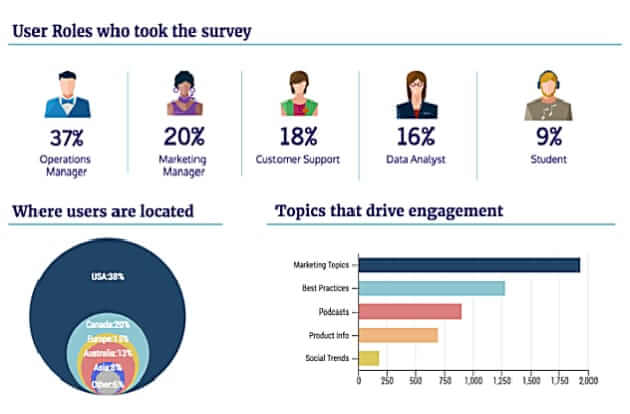 User Roles who took the survey
37%
Operations
Manager
20%
Marketing
Manager
18%
Customer Support
16%
Data Analyst
9%
Student
Where users are located
USA:38%
Canada:20%
Europe:15%
Australia:13%
Asia:8%
Other:6%
Topics that drive engagement
Marketing Topics
Best Practices
Podcasts
Product Info
Social Trends
0 250 500 750 1,000 1,250 1,500 1,750 2,000